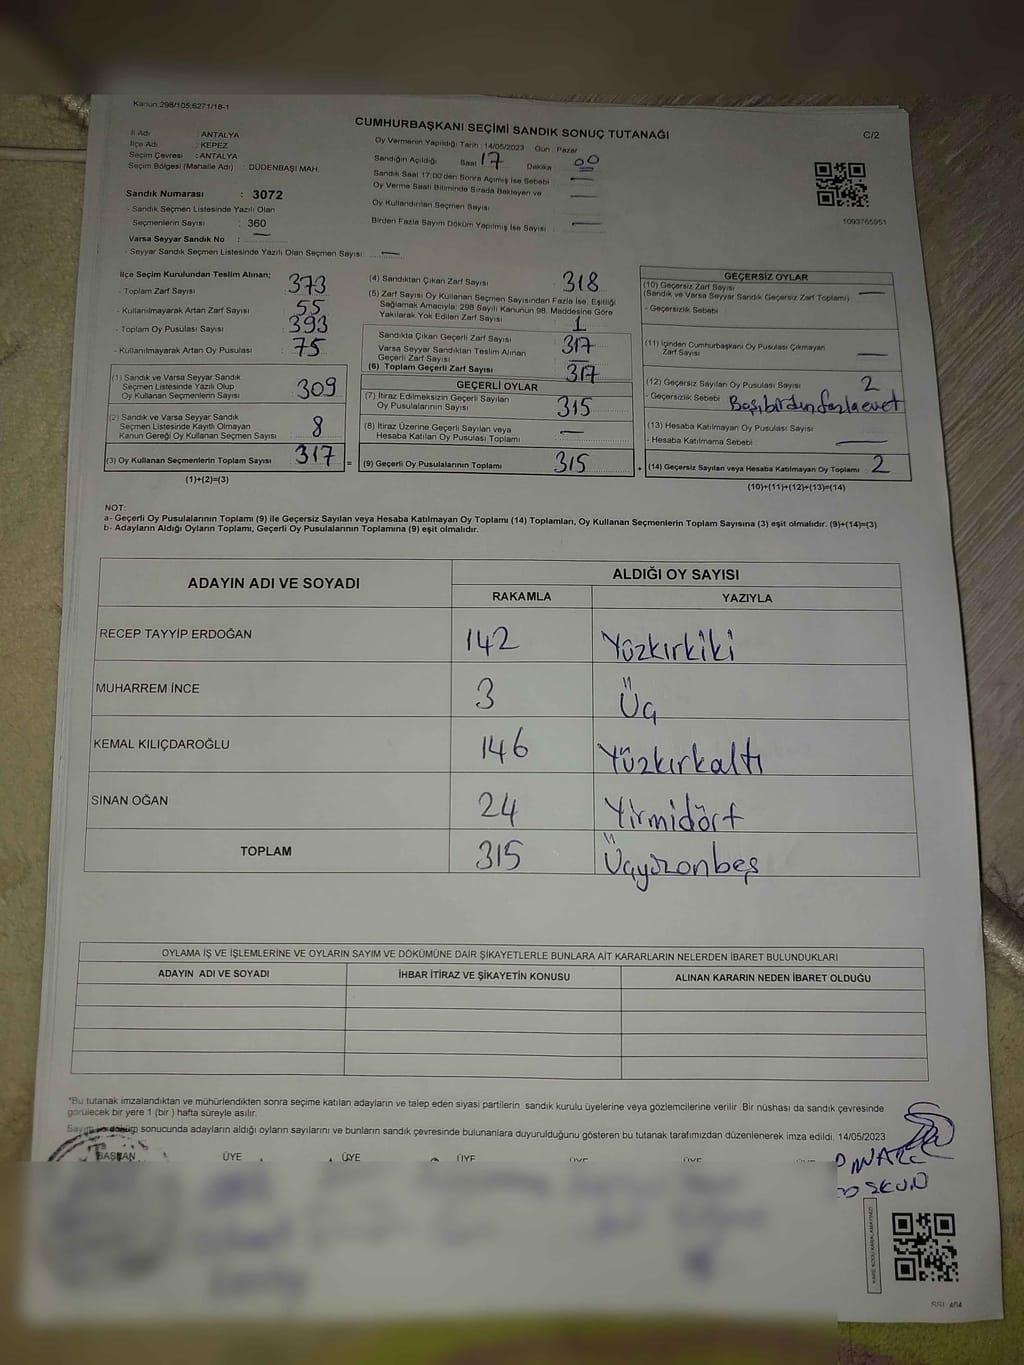 Kanun:298/105;6271/18-1
CUMHURBAŞKANI SEÇİMİ SANDIK SONUÇ TUTANAĞI
C/2
İl Adı : ANTALYA
İlçe Adı : KEPEZ
Seçim Çevresi : ANTALYA
Seçim Bölgesi (Mahalle Adı) : DÜDENBAŞI MAH.
Sandık Numarası : 3072
- Sandık Seçmen Listesinde Yazılı Olan
Seçmenlerin Sayısı : 360
Varsa Seyyar Sandık No : —
- Seyyar Sandık Seçmen Listesinde Yazılı Olan Seçmen Sayısı : —
Oy Vermenin Yapıldığı Tarih : 14/05/2023 Gün : Pazar
Sandığın Açıldığı Saat 17 Dakika 00
Sandık Saat 17:00'den Sonra Açılmış İse Sebebi : —
Oy Verme Saati Bitiminde Sırada Bekleyen ve
Oy Kullandırılan Seçmen Sayısı : —
Birden Fazla Sayım Döküm Yapılmış İse Sayısı : —
1093765951
İlçe Seçim Kurulundan Teslim Alınan;
- Toplam Zarf Sayısı : 373
- Kullanılmayarak Artan Zarf Sayısı : 55
- Toplam Oy Pusulası Sayısı : 393
- Kullanılmayarak Artan Oy Pusulası : 75
(1) Sandık ve Varsa Seyyar Sandık
Seçmen Listesinde Yazılı Olup
Oy Kullanan Seçmenlerin Sayısı : 309
(2) Sandık ve Varsa Seyyar Sandık
Seçmen Listesinde Kayıtlı Olmayan
Kanun Gereği Oy Kullanan Seçmen Sayısı : 8
(3) Oy Kullanan Seçmenlerin Toplam Sayısı : 317
(1)+(2)=(3)
(4) Sandıktan Çıkan Zarf Sayısı : 318
(5) Zarf Sayısı Oy Kullanan Seçmen Sayısından Fazla İse, Eşitliği
Sağlamak Amacıyla; 298 Sayılı Kanunun 98. Maddesine Göre
Yakılarak Yok Edilen Zarf Sayısı : 1
Sandıkta Çıkan Geçerli Zarf Sayısı : 317
Varsa Seyyar Sandıktan Teslim Alınan
Geçerli Zarf Sayısı : —
(6) Toplam Geçerli Zarf Sayısı : 317
GEÇERLİ OYLAR
(7) İtiraz Edilmeksizin Geçerli Sayılan
Oy Pusulalarının Sayısı : 315
(8) İtiraz Üzerine Geçerli Sayılan veya
Hesaba Katılan Oy Pusulası Toplamı : —
= (9) Geçerli Oy Pusulalarının Toplamı : 315
GEÇERSİZ OYLAR
(10) Geçersiz Zarf Sayısı : —
(Sandık ve Varsa Seyyar Sandık Geçersiz Zarf Toplamı)
- Geçersizlik Sebebi :
(11) İçinden Cumhurbaşkanı Oy Pusulası Çıkmayan
Zarf Sayısı : —
(12) Geçersiz Sayılan Oy Pusulası Sayısı : 2
- Geçersizlik Sebebi : Başıbirdenfazlaevet
(13) Hesaba Katılmayan Oy Pusulası Sayısı :
- Hesaba Katılmama Sebebi : —
+ (14) Geçersiz Sayılan veya Hesaba Katılmayan Oy Toplamı : 2
(10)+(11)+(12)+(13)=(14)
NOT:
a- Geçerli Oy Pusulalarının Toplamı (9) ile Geçersiz Sayılan veya Hesaba Katılmayan Oy Toplamı (14) Toplamları, Oy Kullanan Seçmenlerin Toplam Sayısına (3) eşit olmalıdır. (9)+(14)=(3)
b- Adayların Aldığı Oyların Toplamı, Geçerli Oy Pusulalarının Toplamına (9) eşit olmalıdır.
ADAYIN ADI VE SOYADI
ALDIĞI OY SAYISI
RAKAMLA YAZIYLA
RECEP TAYYİP ERDOĞAN 142 Yüzkırkiki
MUHARREM İNCE 3 Üç
KEMAL KILIÇDAROĞLU 146 Yüzkırkaltı
SİNAN OĞAN 24 Yirmidört
TOPLAM 315 Üçyüzonbeş
OYLAMA İŞ VE İŞLEMLERİNE VE OYLARIN SAYIM VE DÖKÜMÜNE DAİR ŞİKAYETLERLE BUNLARA AİT KARARLARIN NELERDEN İBARET BULUNDUKLARI
ADAYIN ADI VE SOYADI İHBAR İTİRAZ VE ŞİKAYETİN KONUSU ALINAN KARARIN NEDEN İBARET OLDUĞU
*Bu tutanak imzalandıktan ve mühürlendikten sonra seçime katılan adayların ve talep eden siyasi partilerin sandık kurulu üyelerine veya gözlemcilerine verilir .Bir nüshası da sandık çevresinde
görülecek bir yere 1 (bir ) hafta süreyle asılır.
Sayım ve döküm sonucunda adayların aldığı oyların sayılarını ve bunların sandık çevresinde bulunanlara duyurulduğunu gösteren bu tutanak tarafımızdan düzenlenerek imza edildi. 14/05/2023
BAŞKAN ÜYE ÜYE ÜYE